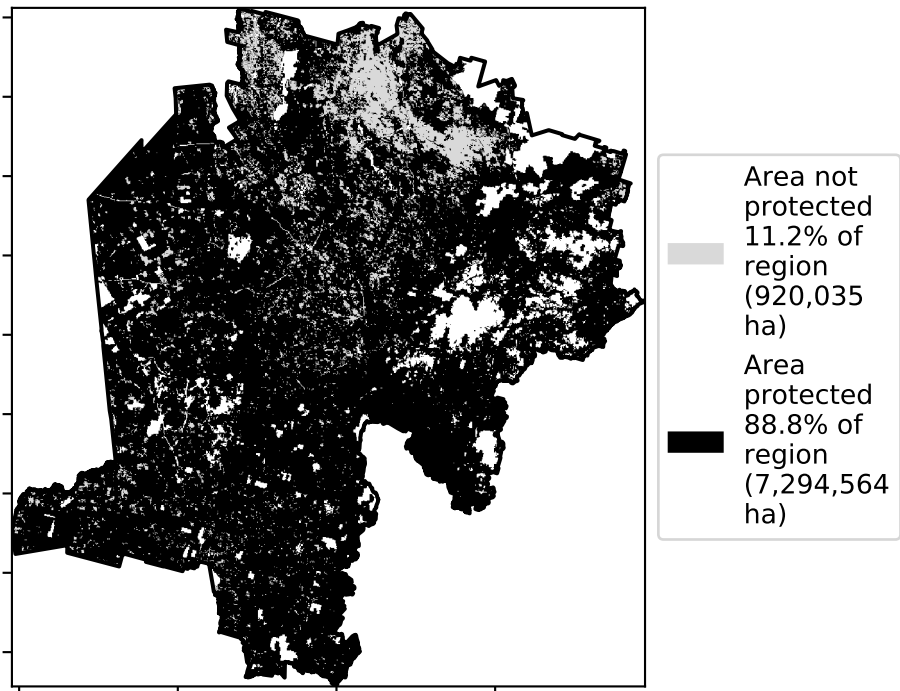 Area not
protected
11.2% of
region
(920,035
ha)
Area
protected
88.8% of
region
(7,294,564
ha)